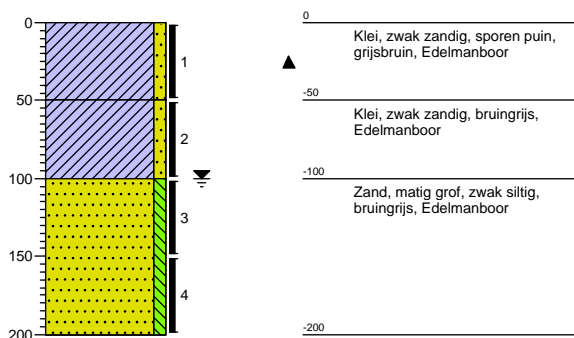 0
50
100
150
200
1
2
3
4
0
Klei, zwak zandig, sporen puin,
grijsbruin, Edelmanboor
-50
Klei, zwak zandig, bruingrijs,
Edelmanboor
-100
Zand, matig grof, zwak siltig,
bruingrijs, Edelmanboor
-200